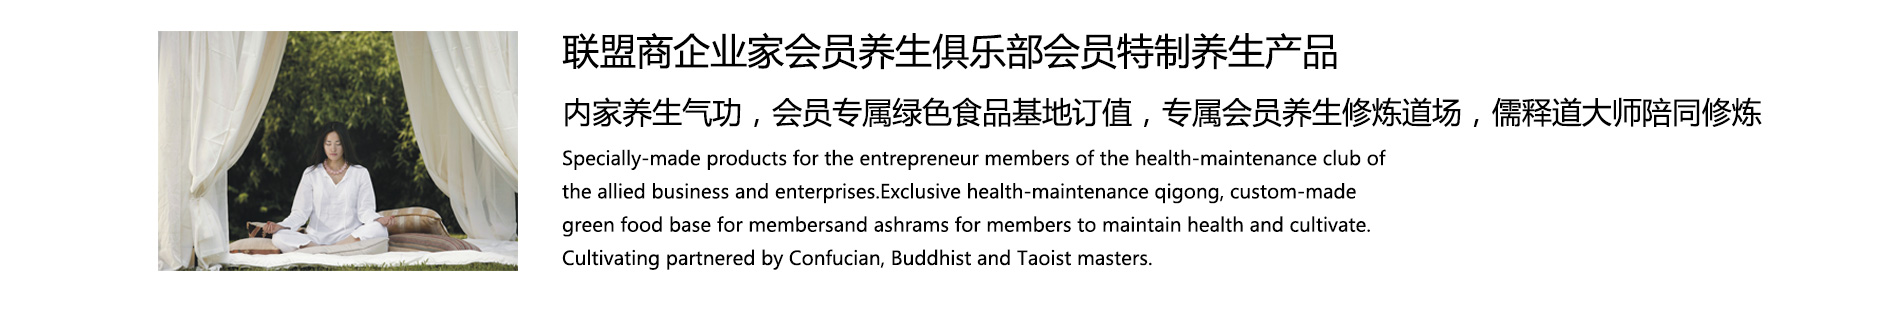 联盟商企业家会员养生俱乐部会员特制养生产品
内家养生气功，会员专属绿色食品基地订值，专属会员养生修炼道场，儒释道大师陪同修炼
Specially-made products for the entrepreneur members of the health-maintenance club of
the allied business and enterprises.Exclusive health-maintenance qigong, custom-made
green food base for membersand ashrams for members to maintain health and cultivate.
Cultivating partnered by Confucian, Buddhist and Taoist masters.